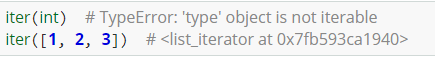 iter(int)  # TypeError: 'type' object is not iterable
iter([1, 2, 3])  # <list_iterator at 0x7fb593ca1940>